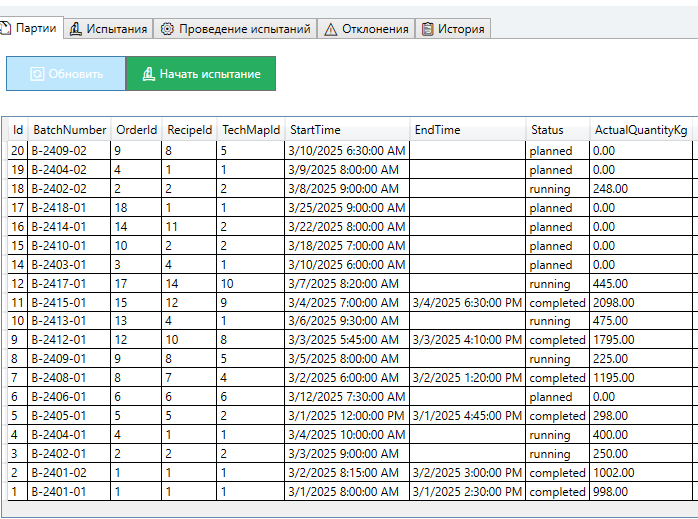 Партии Испытания Проведение испытаний Отклонения История
Обновить Начать испытание
Id BatchNumber OrderId RecipeId TechMapId StartTime EndTime Status ActualQuantityKg
20 B-2409-02 9 8 5 3/10/2025 6:30:00 AM planned 0.00
19 B-2404-02 4 1 1 3/9/2025 8:00:00 AM planned 0.00
18 B-2402-02 2 2 2 3/8/2025 9:00:00 AM running 248.00
17 B-2418-01 18 1 1 3/25/2025 9:00:00 AM planned 0.00
16 B-2414-01 14 11 2 3/22/2025 8:00:00 AM planned 0.00
15 B-2410-01 10 2 2 3/18/2025 7:00:00 AM planned 0.00
14 B-2403-01 3 4 1 3/10/2025 6:00:00 AM planned 0.00
12 B-2417-01 17 14 10 3/7/2025 8:20:00 AM running 445.00
11 B-2415-01 15 12 9 3/4/2025 7:00:00 AM 3/4/2025 6:30:00 PM completed 2098.00
10 B-2413-01 13 4 1 3/6/2025 9:30:00 AM running 475.00
9 B-2412-01 12 10 8 3/3/2025 5:45:00 AM 3/3/2025 4:10:00 PM completed 1795.00
8 B-2409-01 9 8 5 3/5/2025 8:00:00 AM running 225.00
7 B-2408-01 8 7 4 3/2/2025 6:00:00 AM 3/2/2025 1:20:00 PM completed 1195.00
6 B-2406-01 6 6 6 3/12/2025 7:30:00 AM planned 0.00
5 B-2405-01 5 5 2 3/1/2025 12:00:00 PM 3/1/2025 4:45:00 PM completed 298.00
4 B-2404-01 4 1 1 3/4/2025 10:00:00 AM running 400.00
3 B-2402-01 2 2 2 3/3/2025 9:00:00 AM running 250.00
2 B-2401-02 1 1 1 3/2/2025 8:15:00 AM 3/2/2025 3:00:00 PM completed 1002.00
1 B-2401-01 1 1 1 3/1/2025 8:00:00 AM 3/1/2025 2:30:00 PM completed 998.00